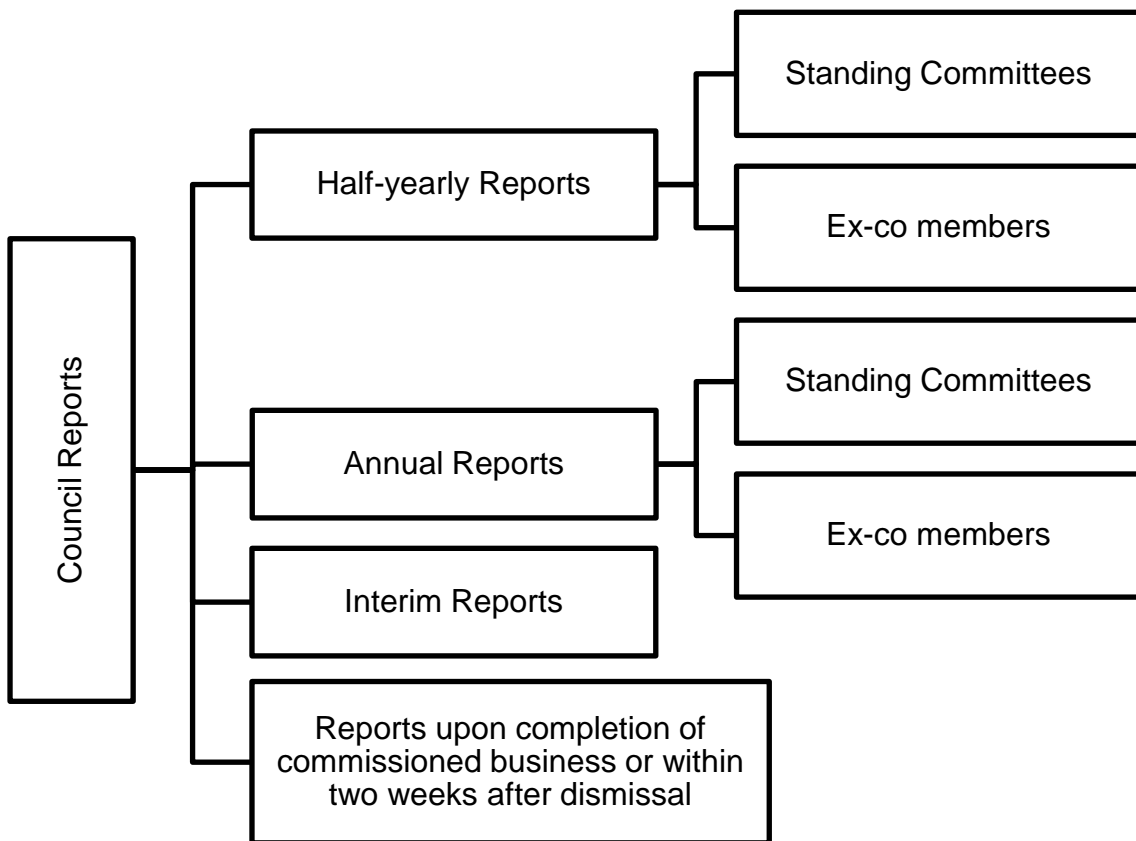 Council Reports
Half-yearly Reports
Standing Committees
Ex-co members
Annual Reports
Standing Committees
Ex-co members
Interim Reports
Reports upon completion of
commissioned business or within
two weeks after dismissal